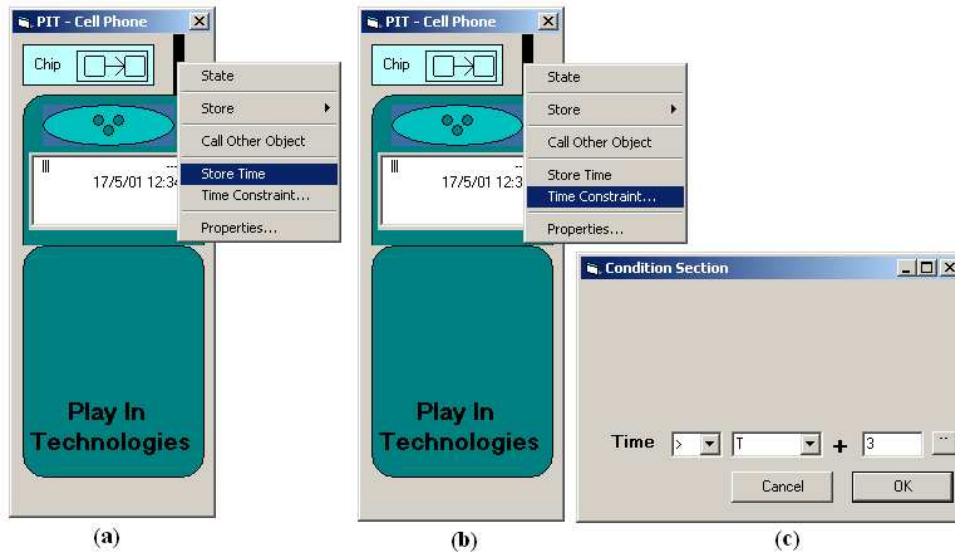 PIT - Cell Phone
Chip
State
Store
Call Other Object
Store Time
Time Constraint...
Properties...
|||
---
17/5/01 12:34
Play In
Technologies
(a)
PIT - Cell Phone
Chip
State
Store
Call Other Object
Store Time
Time Constraint...
Properties...
|||
---
17/5/01 12:3
Play In
Technologies
(b)
Condition Section
Time > T + 3 ..
Cancel OK
(c)